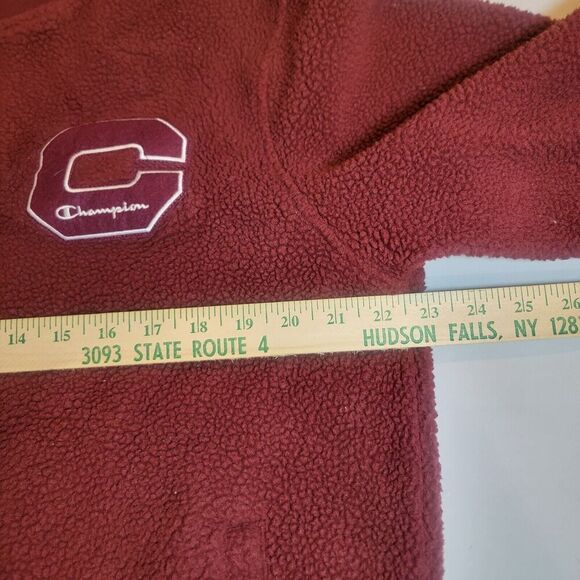 C
Champion
14 15 16 17 18 19 20 21 22 23 24 25 26
3093 STATE ROUTE 4 HUDSON FALLS, NY 1283